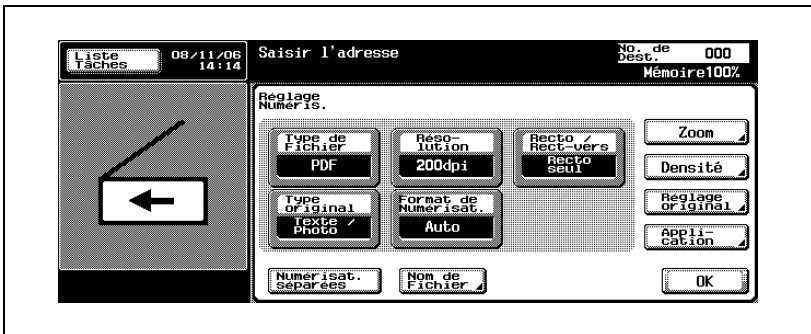 Liste
Tâches
08/11/06
14:14
Saisir l'adresse
No. de
Dest.
000
Mémoire100%
Réglage
Numéris.
Type de
Fichier
PDF
Réso-
lution
200dpi
Recto /
Rect-vers
Recto
seul
Zoom
Densité
Type
original
Texte /
Photo
Format de
Numérisat.
Auto
Réglage
original
Appli-
cation
Numérisat.
séparées
Nom de
Fichier
OK